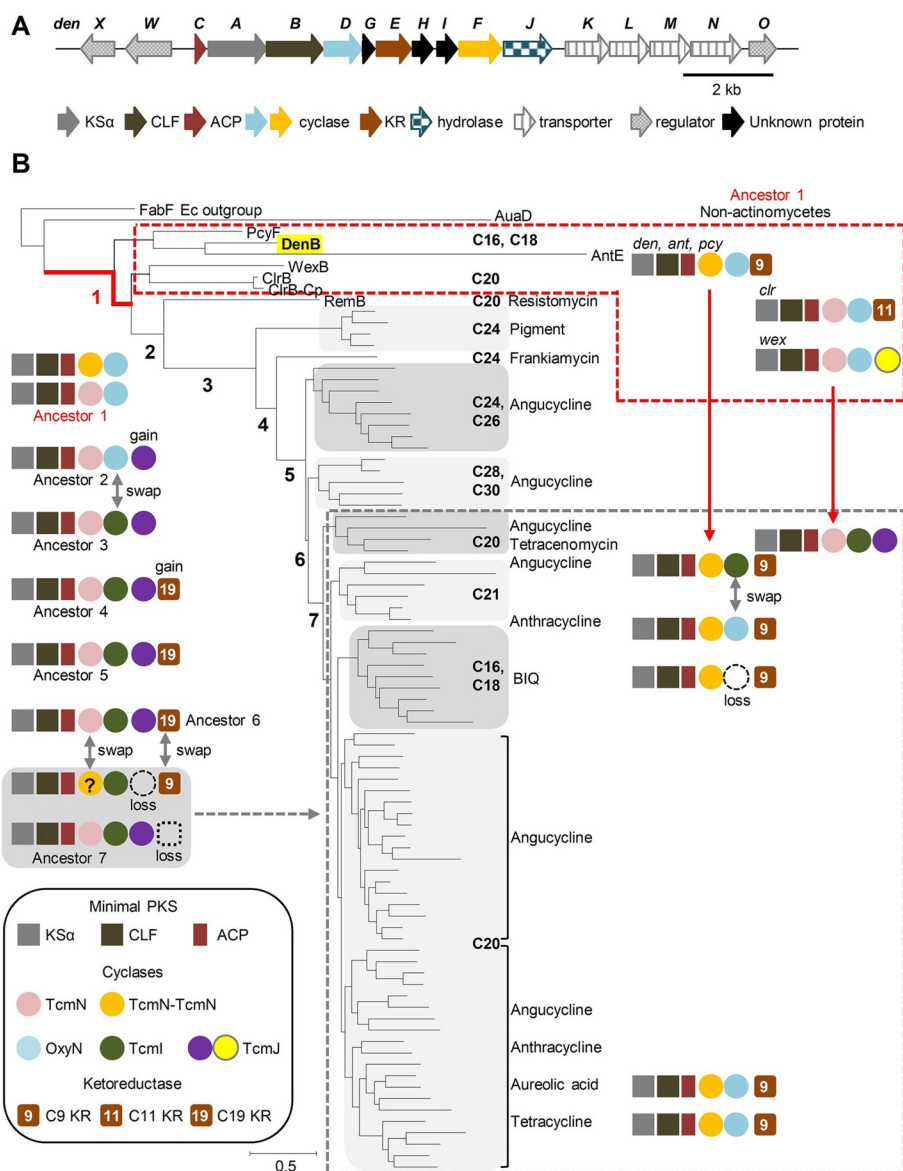 A
den X W C A B D G E H I F J K L M N O
2 kb
KSα CLF ACP cyclase KR hydrolase transporter regulator Unknown protein
B
FabF Ec outgroup
AuaD
PcyF
DenB
C16, C18
AntE
WexB
ClrB
ClrB-Cp
C20
RemB
C20 Resistomycin
C24 Pigment
C24 Frankiamycin
C24,
C26
Angucycline
C28,
C30
Angucycline
Angucycline
C20
Tetracenomycin
Angucycline
C21
Anthracycline
C16,
C18
BIQ
Angucycline
C20
Angucycline
Anthracycline
Aureolic acid
Tetracycline
1
2
3
4
5
6
7
Ancestor 1
Non-actinomycetes
den, ant, pcy
9
clr
11
wex
9
swap
9
9
loss
9
9
Ancestor 1
gain
Ancestor 2
swap
Ancestor 3
gain
19
Ancestor 4
19
Ancestor 5
19 Ancestor 6
swap
swap
?
9
loss
Ancestor 7
loss
Minimal PKS
KSα CLF ACP
Cyclases
TcmN TcmN-TcmN
OxyN TcmI TcmJ
Ketoreductase
9 C9 KR 11 C11 KR 19 C19 KR
0.5